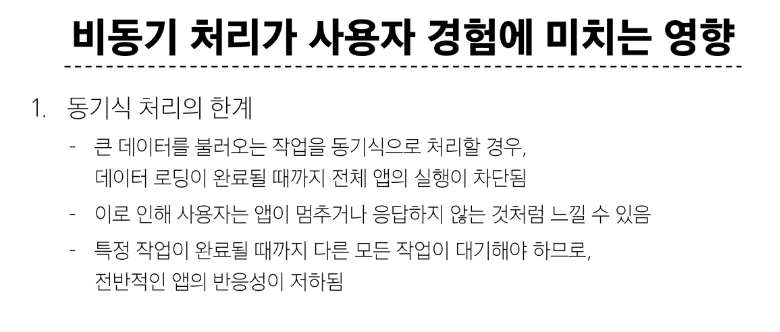 비동기 처리가 사용자 경험에 미치는 영향
1. 동기식 처리의 한계
- 큰 데이터를 불러오는 작업을 동기식으로 처리할 경우,
데이터 로딩이 완료될 때까지 전체 앱의 실행이 차단됨
- 이로 인해 사용자는 앱이 멈추거나 응답하지 않는 것처럼 느낄 수 있음
- 특정 작업이 완료될 때까지 다른 모든 작업이 대기해야 하므로,
전반적인 앱의 반응성이 저하됨